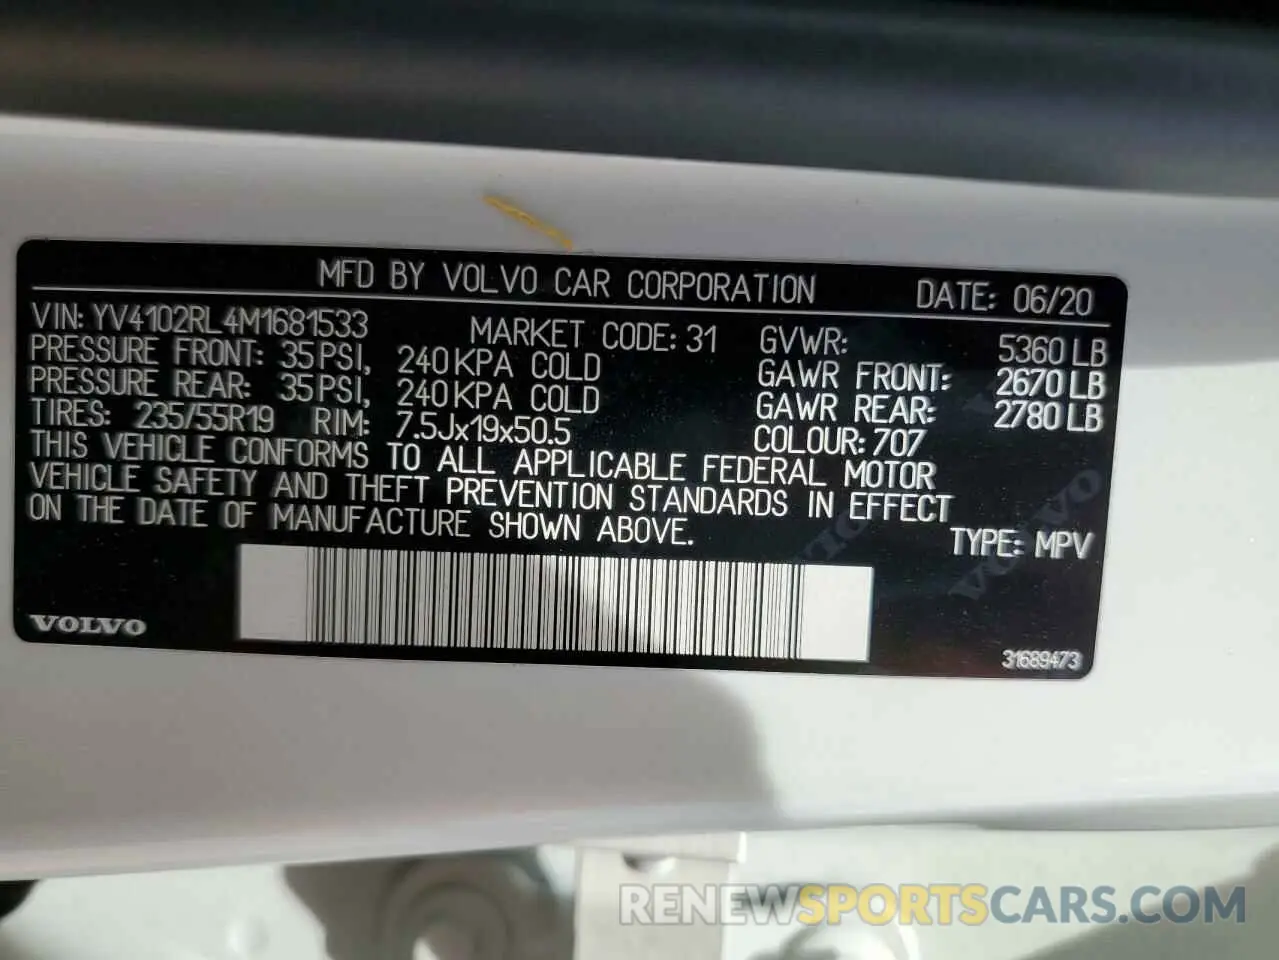 MFD BY VOLVO CAR CORPORATION DATE: 06/20
VIN: YV4102RL4M1681533 MARKET CODE: 31 GVWR: 5360 LB
PRESSURE FRONT: 35 PSI, 240 KPA COLD GAWR FRONT: 2670 LB
PRESSURE REAR: 35 PSI, 240 KPA COLD GAWR REAR: 2780 LB
TIRES: 235/55R19 RIM: 7.5Jx19x50.5 COLOUR: 707
THIS VEHICLE CONFORMS TO ALL APPLICABLE FEDERAL MOTOR
VEHICLE SAFETY AND THEFT PREVENTION STANDARDS IN EFFECT
ON THE DATE OF MANUFACTURE SHOWN ABOVE.
TYPE: MPV
VOLVO
31689473
VOLVO
VOLVO
RENEWSPORTSCARS.COM